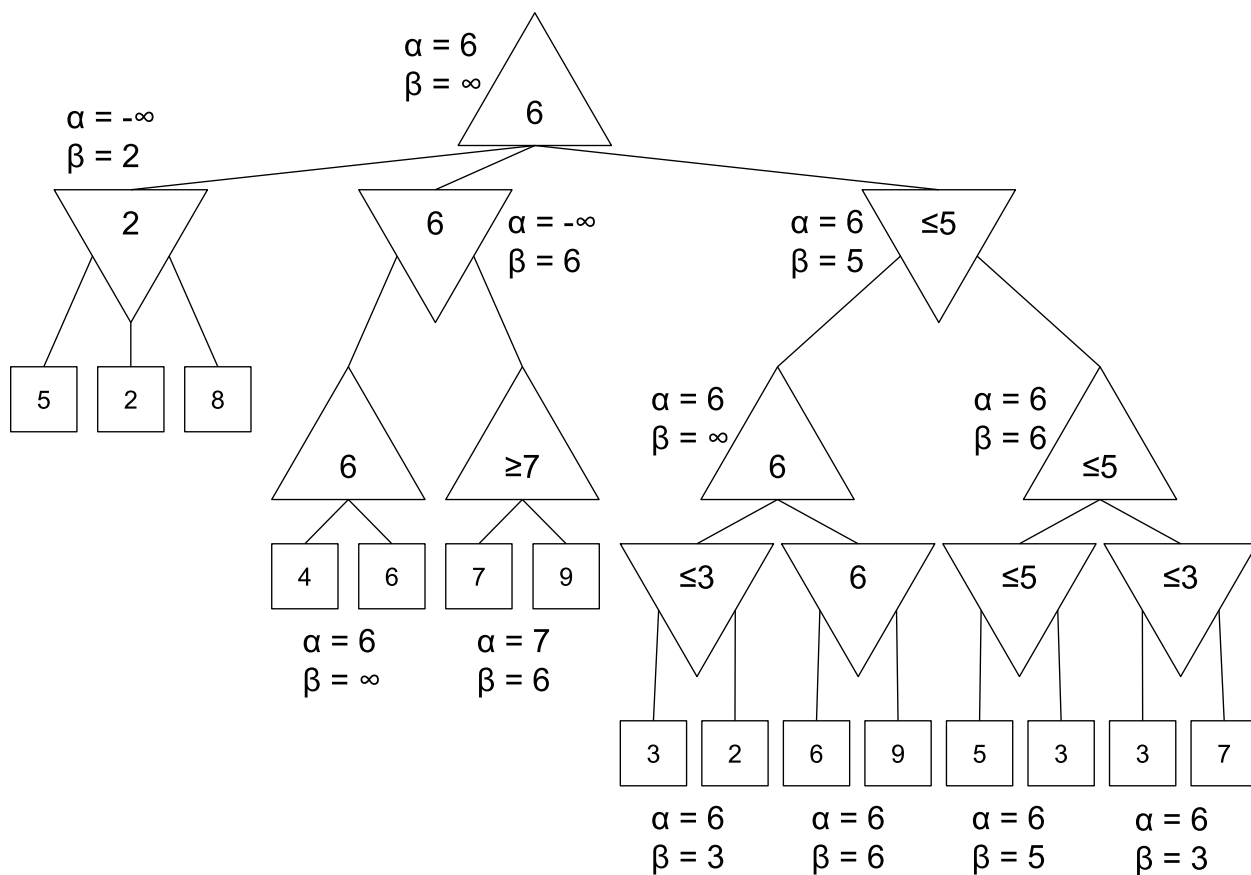 α = 6
β = ∞
6
α = -∞
β = 2
2
6
α = -∞
β = 6
α = 6
β = 5
≤5
5
2
8
α = 6
β = ∞
α = 6
β = 6
6
≥7
6
≤5
4
6
7
9
≤3
6
≤5
≤3
α = 6
β = ∞
α = 7
β = 6
3
2
6
9
5
3
3
7
α = 6
β = 3
α = 6
β = 6
α = 6
β = 5
α = 6
β = 3